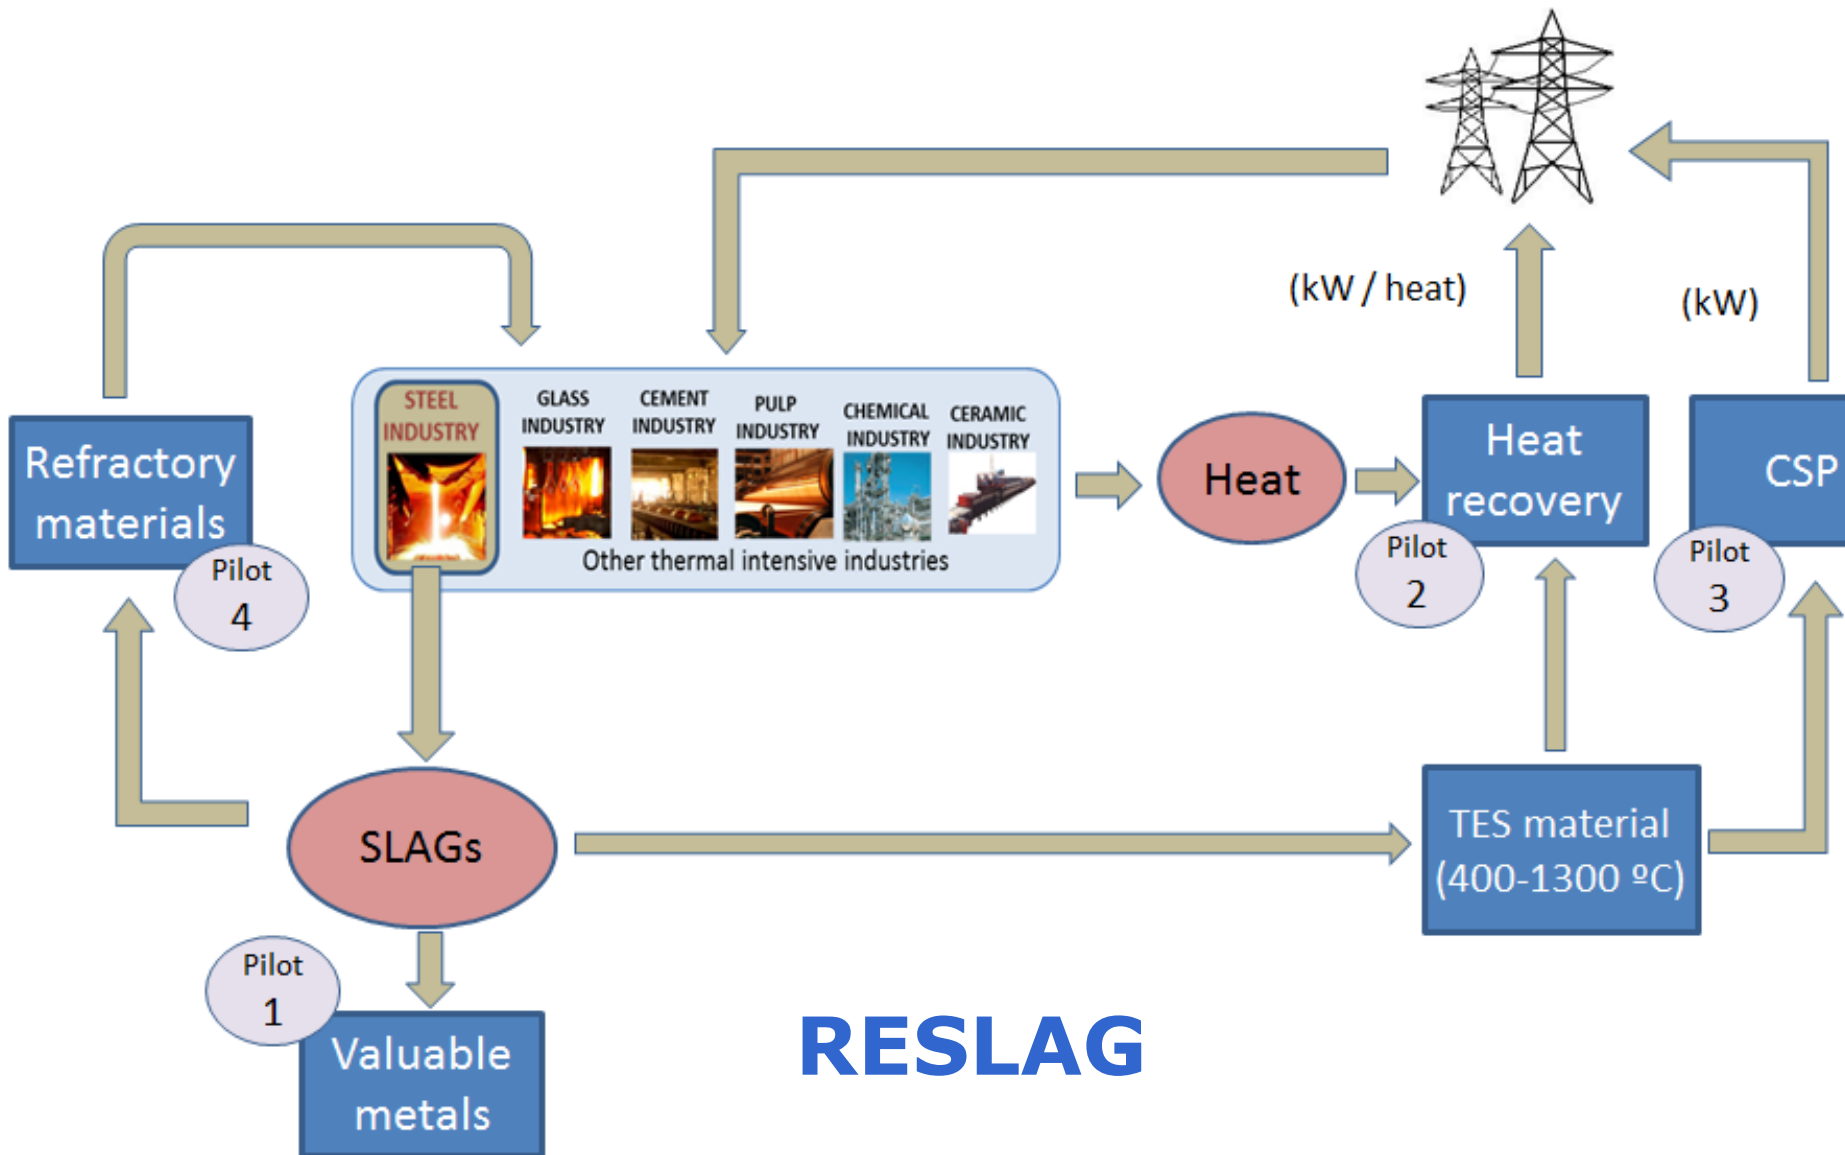 (kW / heat)
(kW)
STEEL
INDUSTRY
GLASS
INDUSTRY
CEMENT
INDUSTRY
PULP
INDUSTRY
CHEMICAL
INDUSTRY
CERAMIC
INDUSTRY
Other thermal intensive industries
Refractory
materials
Pilot
4
Heat
Heat
recovery
Pilot
2
CSP
Pilot
3
SLAGs
TES material
(400-1300 ºC)
Pilot
1
Valuable
metals
RESLAG